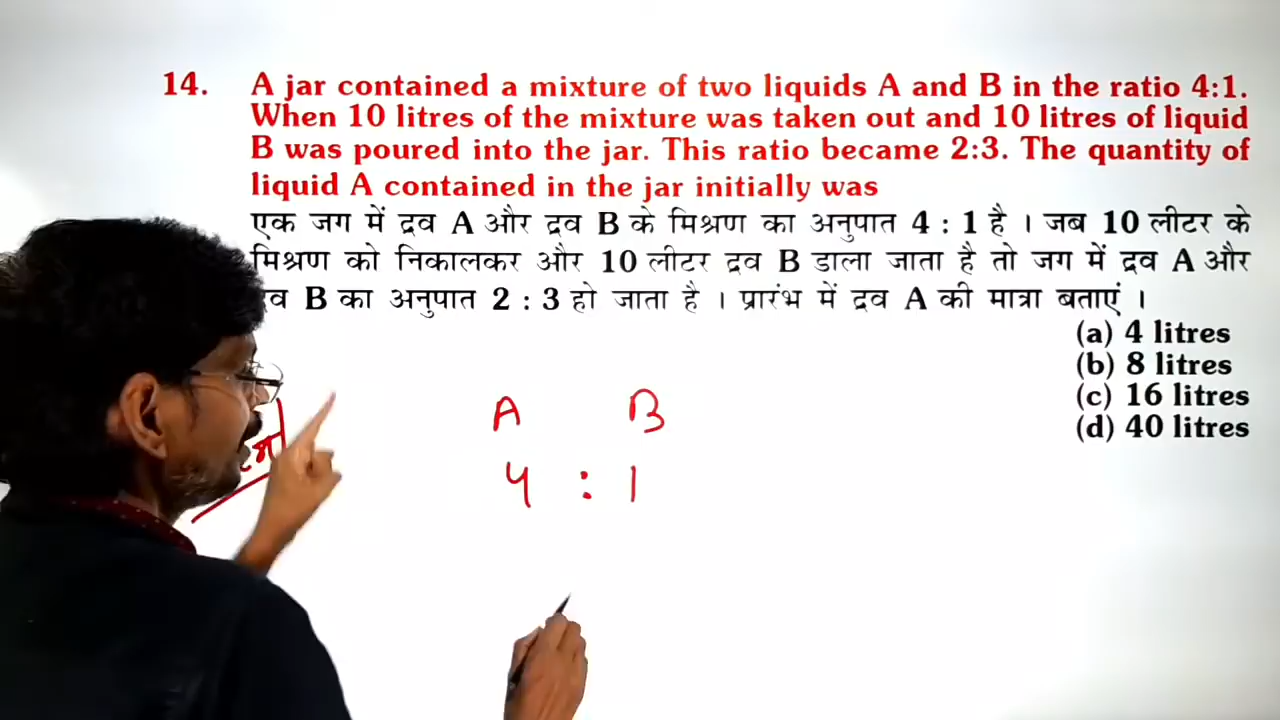 14. A jar contained a mixture of two liquids A and B in the ratio 4:1.
When 10 litres of the mixture was taken out and 10 litres of liquid
B was poured into the jar. This ratio became 2:3. The quantity of
liquid A contained in the jar initially was
एक जग में द्रव A और द्रव B के मिश्रण का अनुपात 4 : 1 है । जब 10 लीटर के
मिश्रण को निकालकर और 10 लीटर द्रव B डाला जाता है तो जग में द्रव A और
B का अनुपात 2 : 3 हो जाता है । प्रारंभ में द्रव A की मात्रा बताएं ।
(a) 4 litres
(b) 8 litres
(c) 16 litres
(d) 40 litres
A B
4 : 1